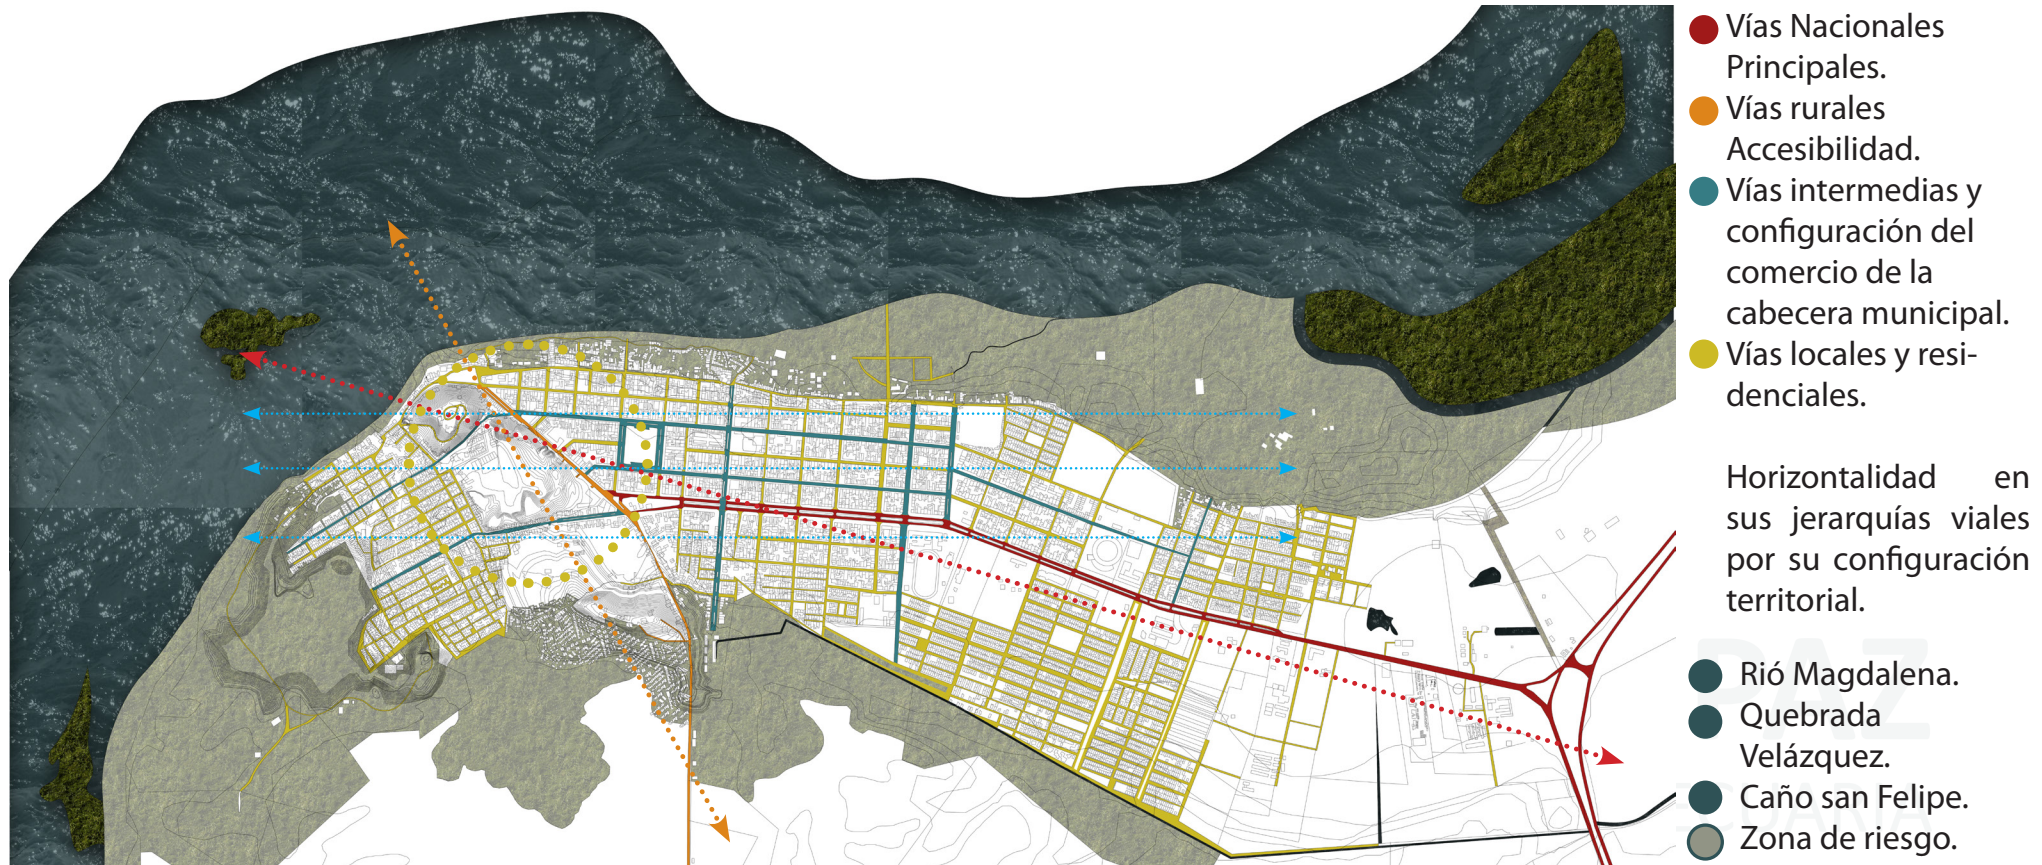 Vías Nacionales
Principales.
Vías rurales
Accesibilidad.
Vías intermedias y
configuración del
comercio de la
cabecera municipal.
Vías locales y resi-
denciales.
Horizontalidad en
sus jerarquías viales
por su configuración
territorial.
PAZ
Rió Magdalena.
Quebrada
Velázquez.
Caño san Felipe.
Zona de riesgo.